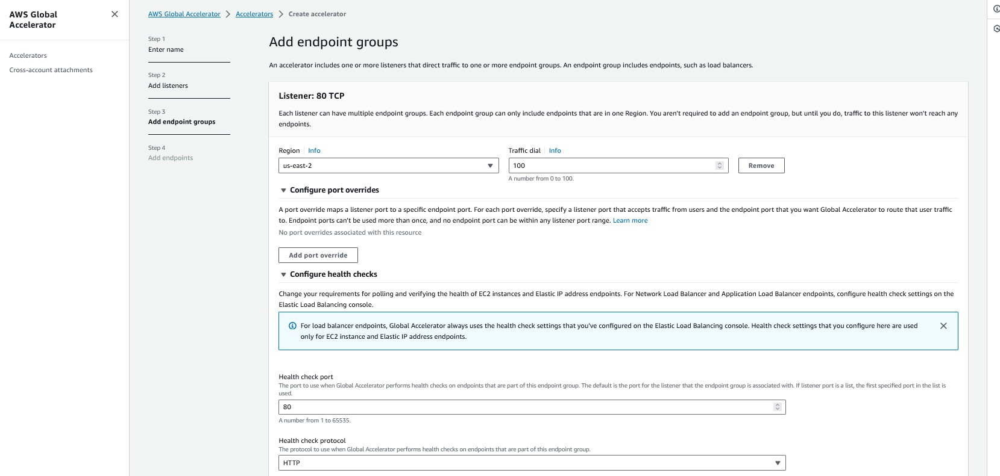 AWS Global
Accelerator
Accelerators
Cross-account attachments
AWS Global Accelerator > Accelerators > Create accelerator
Step 1
Enter name
Step 2
Add listeners
Step 3
Add endpoint groups
Step 4
Add endpoints
Add endpoint groups
An accelerator includes one or more listeners that direct traffic to one or more endpoint groups. An endpoint group includes endpoints, such as load balancers.
Listener: 80 TCP
Each listener can have multiple endpoint groups. Each endpoint group can only include endpoints that are in one Region. You aren't required to add an endpoint group, but until you do, traffic to this listener won't reach any
endpoints.
Region Info
us-east-2
Traffic dial Info
100
A number from 0 to 100.
Remove
Configure port overrides
A port override maps a listener port to a specific endpoint port. For each port override, specify a listener port that accepts traffic from users and the endpoint port that you want Global Accelerator to route that user traffic
to. Endpoint ports can't be used more than once, and no endpoint port can be within any listener port range. Learn more
No port overrides associated with this resource
Add port override
Configure health checks
Change your requirements for polling and verifying the health of EC2 instances and Elastic IP address endpoints. For Network Load Balancer and Application Load Balancer endpoints, configure health check settings on the
Elastic Load Balancing console.
For load balancer endpoints, Global Accelerator always uses the health check settings that you've configured on the Elastic Load Balancing console. Health check settings that you configure here are used
only for EC2 instance and Elastic IP address endpoints.
Health check port
The port to use when Global Accelerator performs health checks on endpoints that are part of this endpoint group. The default is the port for the listener that the endpoint group is associated with. If listener port is a list, the first specified port in the list is
used.
80
A number from 1 to 65535.
Health check protocol
The protocol to use when Global Accelerator performs health checks on endpoints that are part of this endpoint group.
HTTP